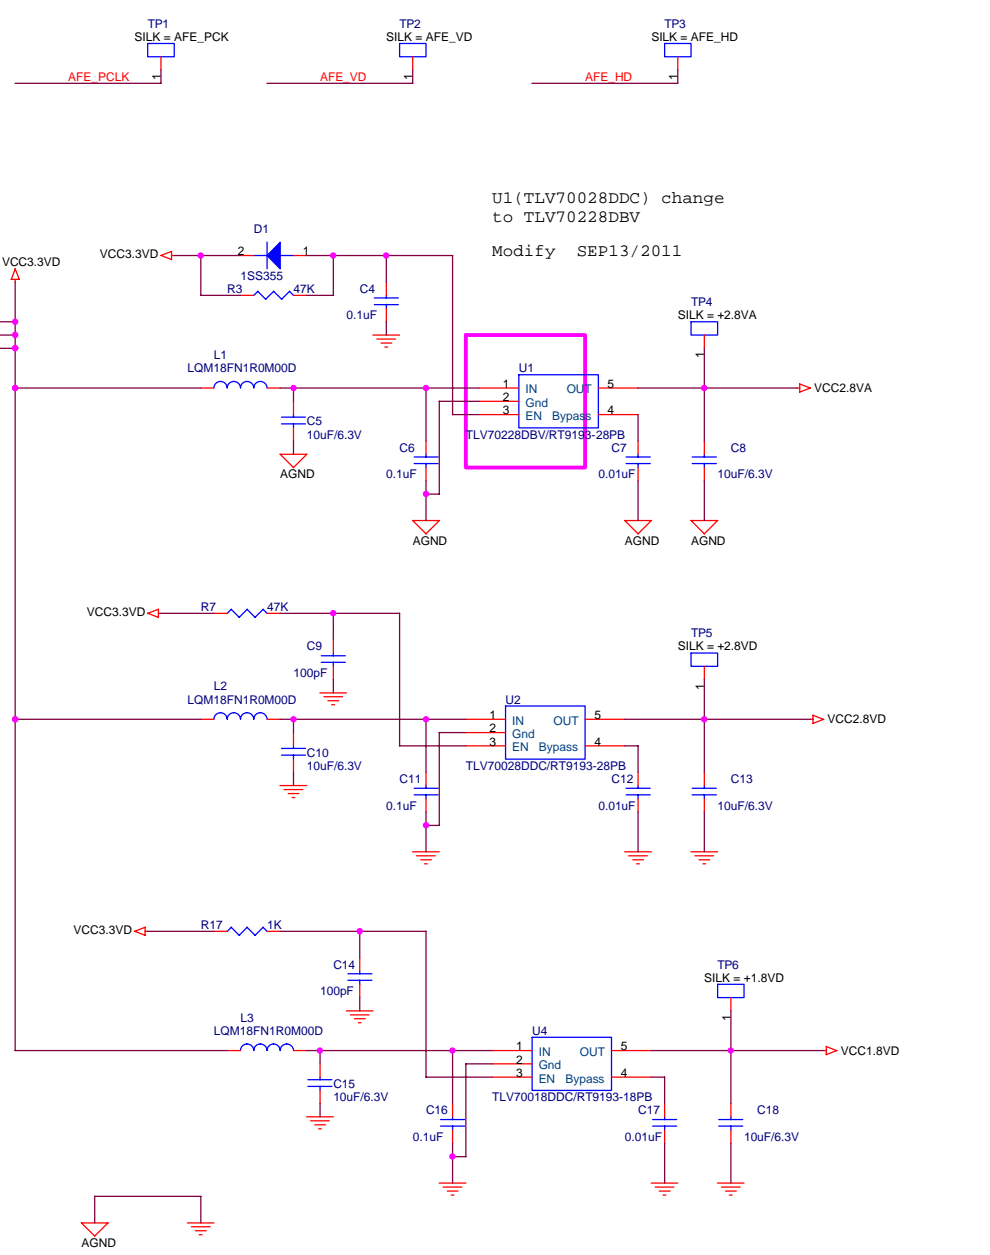 TP1
SILK = AFE_PCK
1
AFE_PCLK
TP2
SILK = AFE_VD
1
AFE_VD
TP3
SILK = AFE_HD
1
AFE_HD
U1(TLV70028DDC) change
to TLV70228DBV
Modify SEP13/2011
VCC3.3VD
VCC3.3VD
D1
2 1
1SS355
R3 47K
C4
0.1uF
TP4
SILK = +2.8VA
1
L1
LQM18FN1R0M00D
C5
10uF/6.3V
AGND
C6
0.1uF
AGND
U1
1 IN OUT 5
2 Gnd
3 EN Bypass 4
TLV70228DBV/RT9193-28PB
VCC2.8VA
C7
0.01uF
AGND
C8
10uF/6.3V
AGND
VCC3.3VD
R7 47K
C9
100pF
TP5
SILK = +2.8VD
1
L2
LQM18FN1R0M00D
C10
10uF/6.3V
C11
0.1uF
U2
1 IN OUT 5
2 Gnd
3 EN Bypass 4
TLV70028DDC/RT9193-28PB
VCC2.8VD
C12
0.01uF
C13
10uF/6.3V
VCC3.3VD
R17 1K
C14
100pF
TP6
SILK = +1.8VD
1
L3
LQM18FN1R0M00D
C15
10uF/6.3V
C16
0.1uF
U4
1 IN OUT 5
2 Gnd
3 EN Bypass 4
TLV70018DDC/RT9193-18PB
VCC1.8VD
C17
0.01uF
C18
10uF/6.3V
AGND